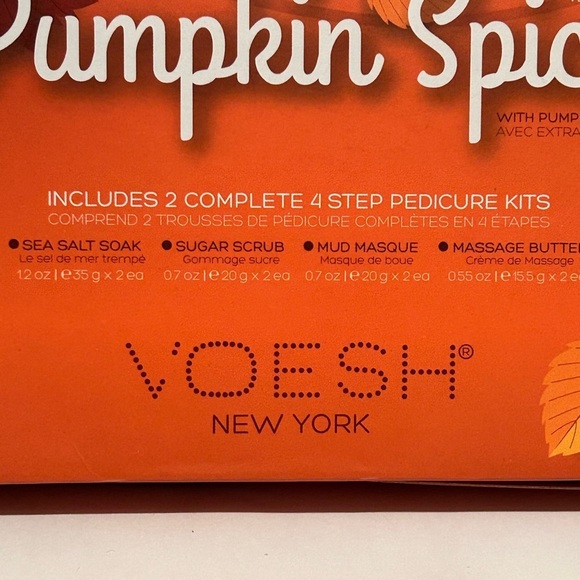 Pumpkin Spic
WITH PUMP
AVEC EXTRA
INCLUDES 2 COMPLETE 4 STEP PEDICURE KITS
COMPREND 2 TROUSSES DE PÉDICURE COMPLÈTES EN 4 ÉTAPES
• SEA SALT SOAK • SUGAR SCRUB • MUD MASQUE • MASSAGE BUTTE
Le sel de mer trempé Gommage sucre Masque de boue Crème de Massage
1.2 oz | ℮35 g x 2 ea 0.7 oz | ℮20 g x 2 ea 0.7 oz | ℮20 g x 2 ea 0.55 oz | ℮15.5 g x 2 e
VOESH®
NEW YORK